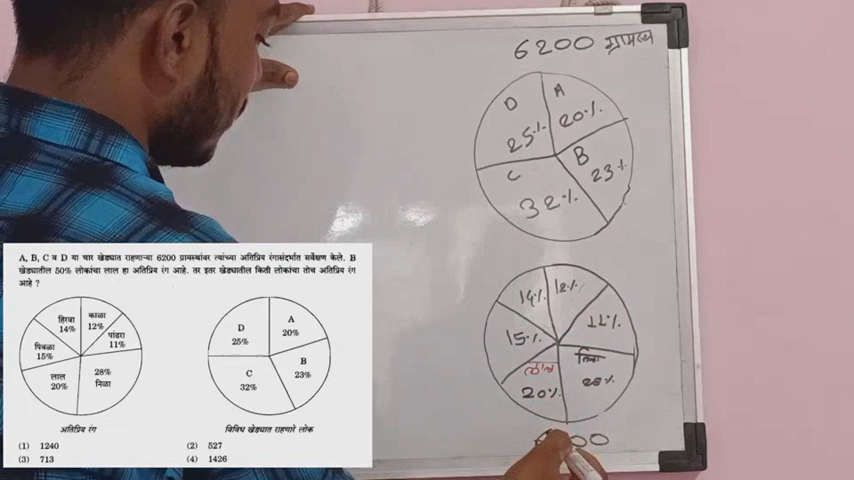 6200 ग्रामस्थ
D
A
25%
20%
C
B
23%
32%
14%
12%
15%
11%
लाल
निळा
20%
28%
6200
A, B, C व D या चार खेड्यात राहणाऱ्या 6200 ग्रामस्थांवर त्यांच्या अतिप्रिय रंगासंदर्भात सर्वेक्षण केले. B
खेड्यातील 50% लोकांचा लाल हा अतिप्रिय रंग आहे. तर इतर खेड्यातील किती लोकांचा तोच अतिप्रिय रंग
आहे ?
हिरवा
14%
काळा
12%
पांढरा
11%
पिवळा
15%
लाल
20%
28%
निळा
अतिप्रिय रंग
D
25%
A
20%
B
23%
C
32%
विविध खेड्यात राहणारे लोक
(1) 1240 (2) 527
(3) 713 (4) 1426